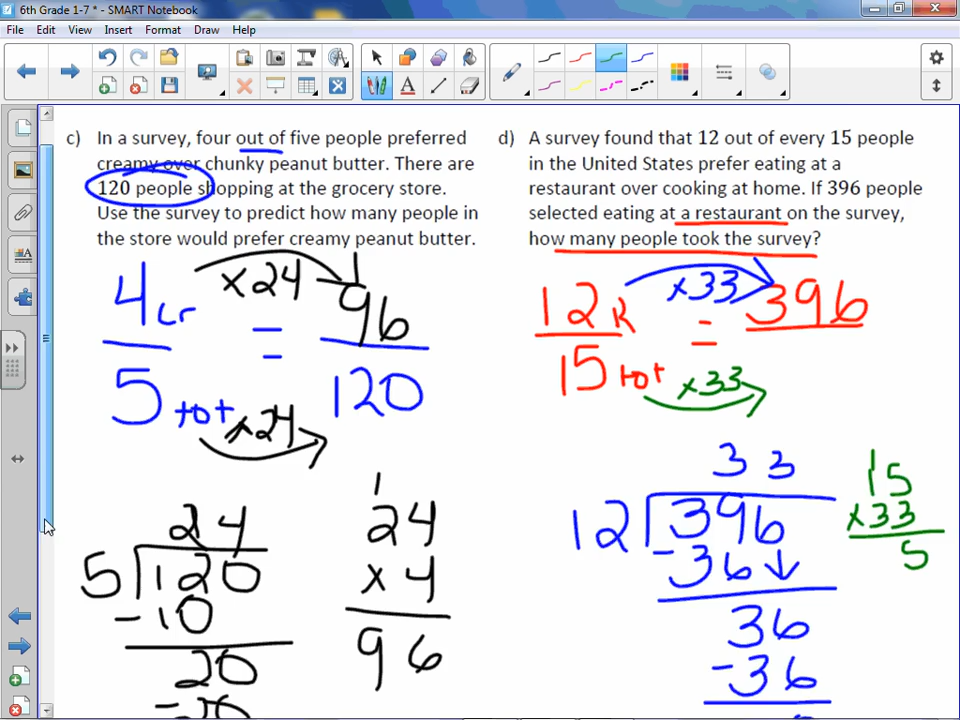 6th Grade 1-7 * - SMART Notebook
File Edit View Insert Format Draw Help
c) In a survey, four out of five people preferred
creamy over chunky peanut butter. There are
120 people shopping at the grocery store.
Use the survey to predict how many people in
the store would prefer creamy peanut butter.
d) A survey found that 12 out of every 15 people
in the United States prefer eating at a
restaurant over cooking at home. If 396 people
selected eating at a restaurant on the survey,
how many people took the survey?
x24
1
4 cr = 96
5 tot 120
x24
x33
12 R = 396
15 tot
x33
24
5 120
-10
20
-20
1
24
x 4
96
33
12 396
-36
36
-36
1
15
x33
5